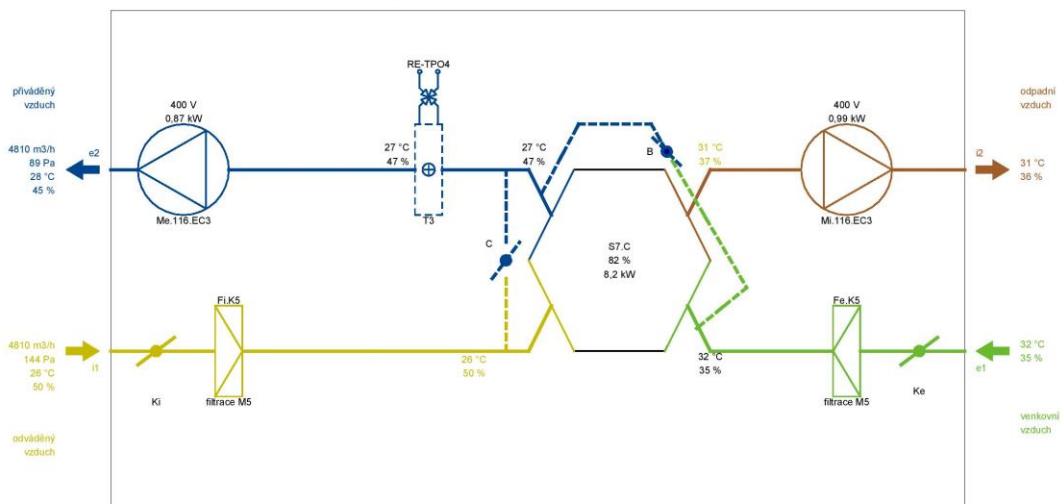 RE-TPO4
přiváděný
vzduch
400 V
0,87 kW
4810 m3/h
89 Pa
28 °C
45 %
e2
Me.116.EC3
27 °C
47 %
T3
27 °C
47 %
B
31 °C
37 %
400 V
0,99 kW
Mi.116.EC3
odpadní
vzduch
i2
31 °C
36 %
C
S7.C
82 %
8,2 kW
4810 m3/h
144 Pa
26 °C
50 %
i1
Ki
Fi.K5
filtrace M5
26 °C
50 %
32 °C
35 %
Fe.K5
filtrace M5
Ke
32 °C
35 %
e1
odváděný
vzduch
venkovní
vzduch